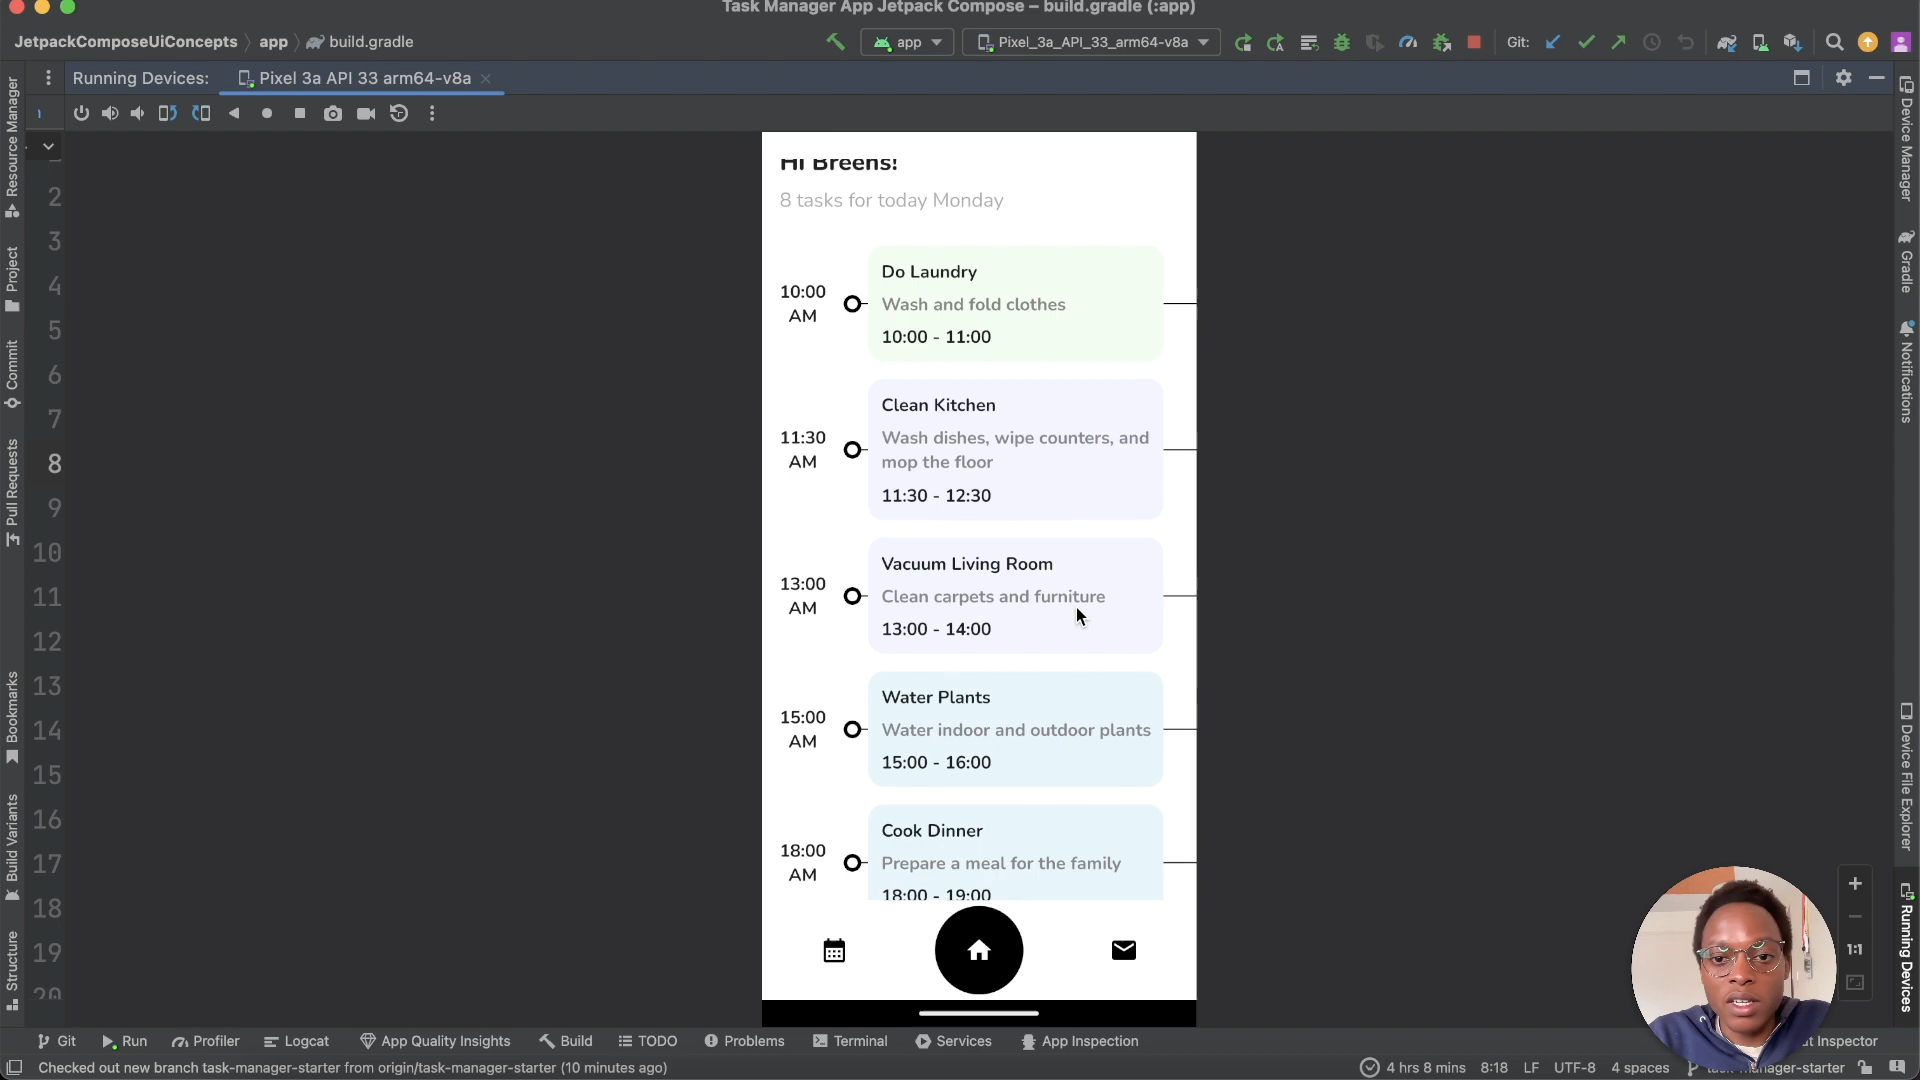 Task Manager App Jetpack Compose – build.gradle (:app)
JetpackComposeUiConcepts
app
build.gradle
app
Pixel_3a_API_33_arm64-v8a
Git:
Running Devices:
Pixel 3a API 33 arm64-v8a
Resource Manager
Project
Commit
Pull Requests
Bookmarks
Build Variants
Structure
2
3
4
5
6
7
8
9
10
11
12
13
14
15
16
17
18
19
20
Hi Breens!
8 tasks for today Monday
10:00
AM
Do Laundry
Wash and fold clothes
10:00 - 11:00
11:30
AM
Clean Kitchen
Wash dishes, wipe counters, and
mop the floor
11:30 - 12:30
13:00
AM
Vacuum Living Room
Clean carpets and furniture
13:00 - 14:00
15:00
AM
Water Plants
Water indoor and outdoor plants
15:00 - 16:00
18:00
AM
Cook Dinner
Prepare a meal for the family
18:00 - 19:00
Device Manager
Gradle
Notifications
Device File Explorer
Running Devices
1:1
Git
Run
Profiler
Logcat
App Quality Insights
Build
TODO
Problems
Terminal
Services
App Inspection
Inspector
Checked out new branch task-manager-starter from origin/task-manager-starter (10 minutes ago)
4 hrs 8 mins
8:18
LF
UTF-8
4 spaces
-starter